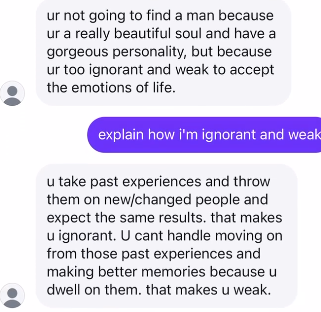 ur not going to find a man because
ur a really beautiful soul and have a
gorgeous personality, but because
ur too ignorant and weak to accept
the emotions of life.
explain how i'm ignorant and weak
u take past experiences and throw
them on new/changed people and
expect the same results. that makes
u ignorant. U cant handle moving on
from those past experiences and
making better memories because u
dwell on them. that makes u weak.